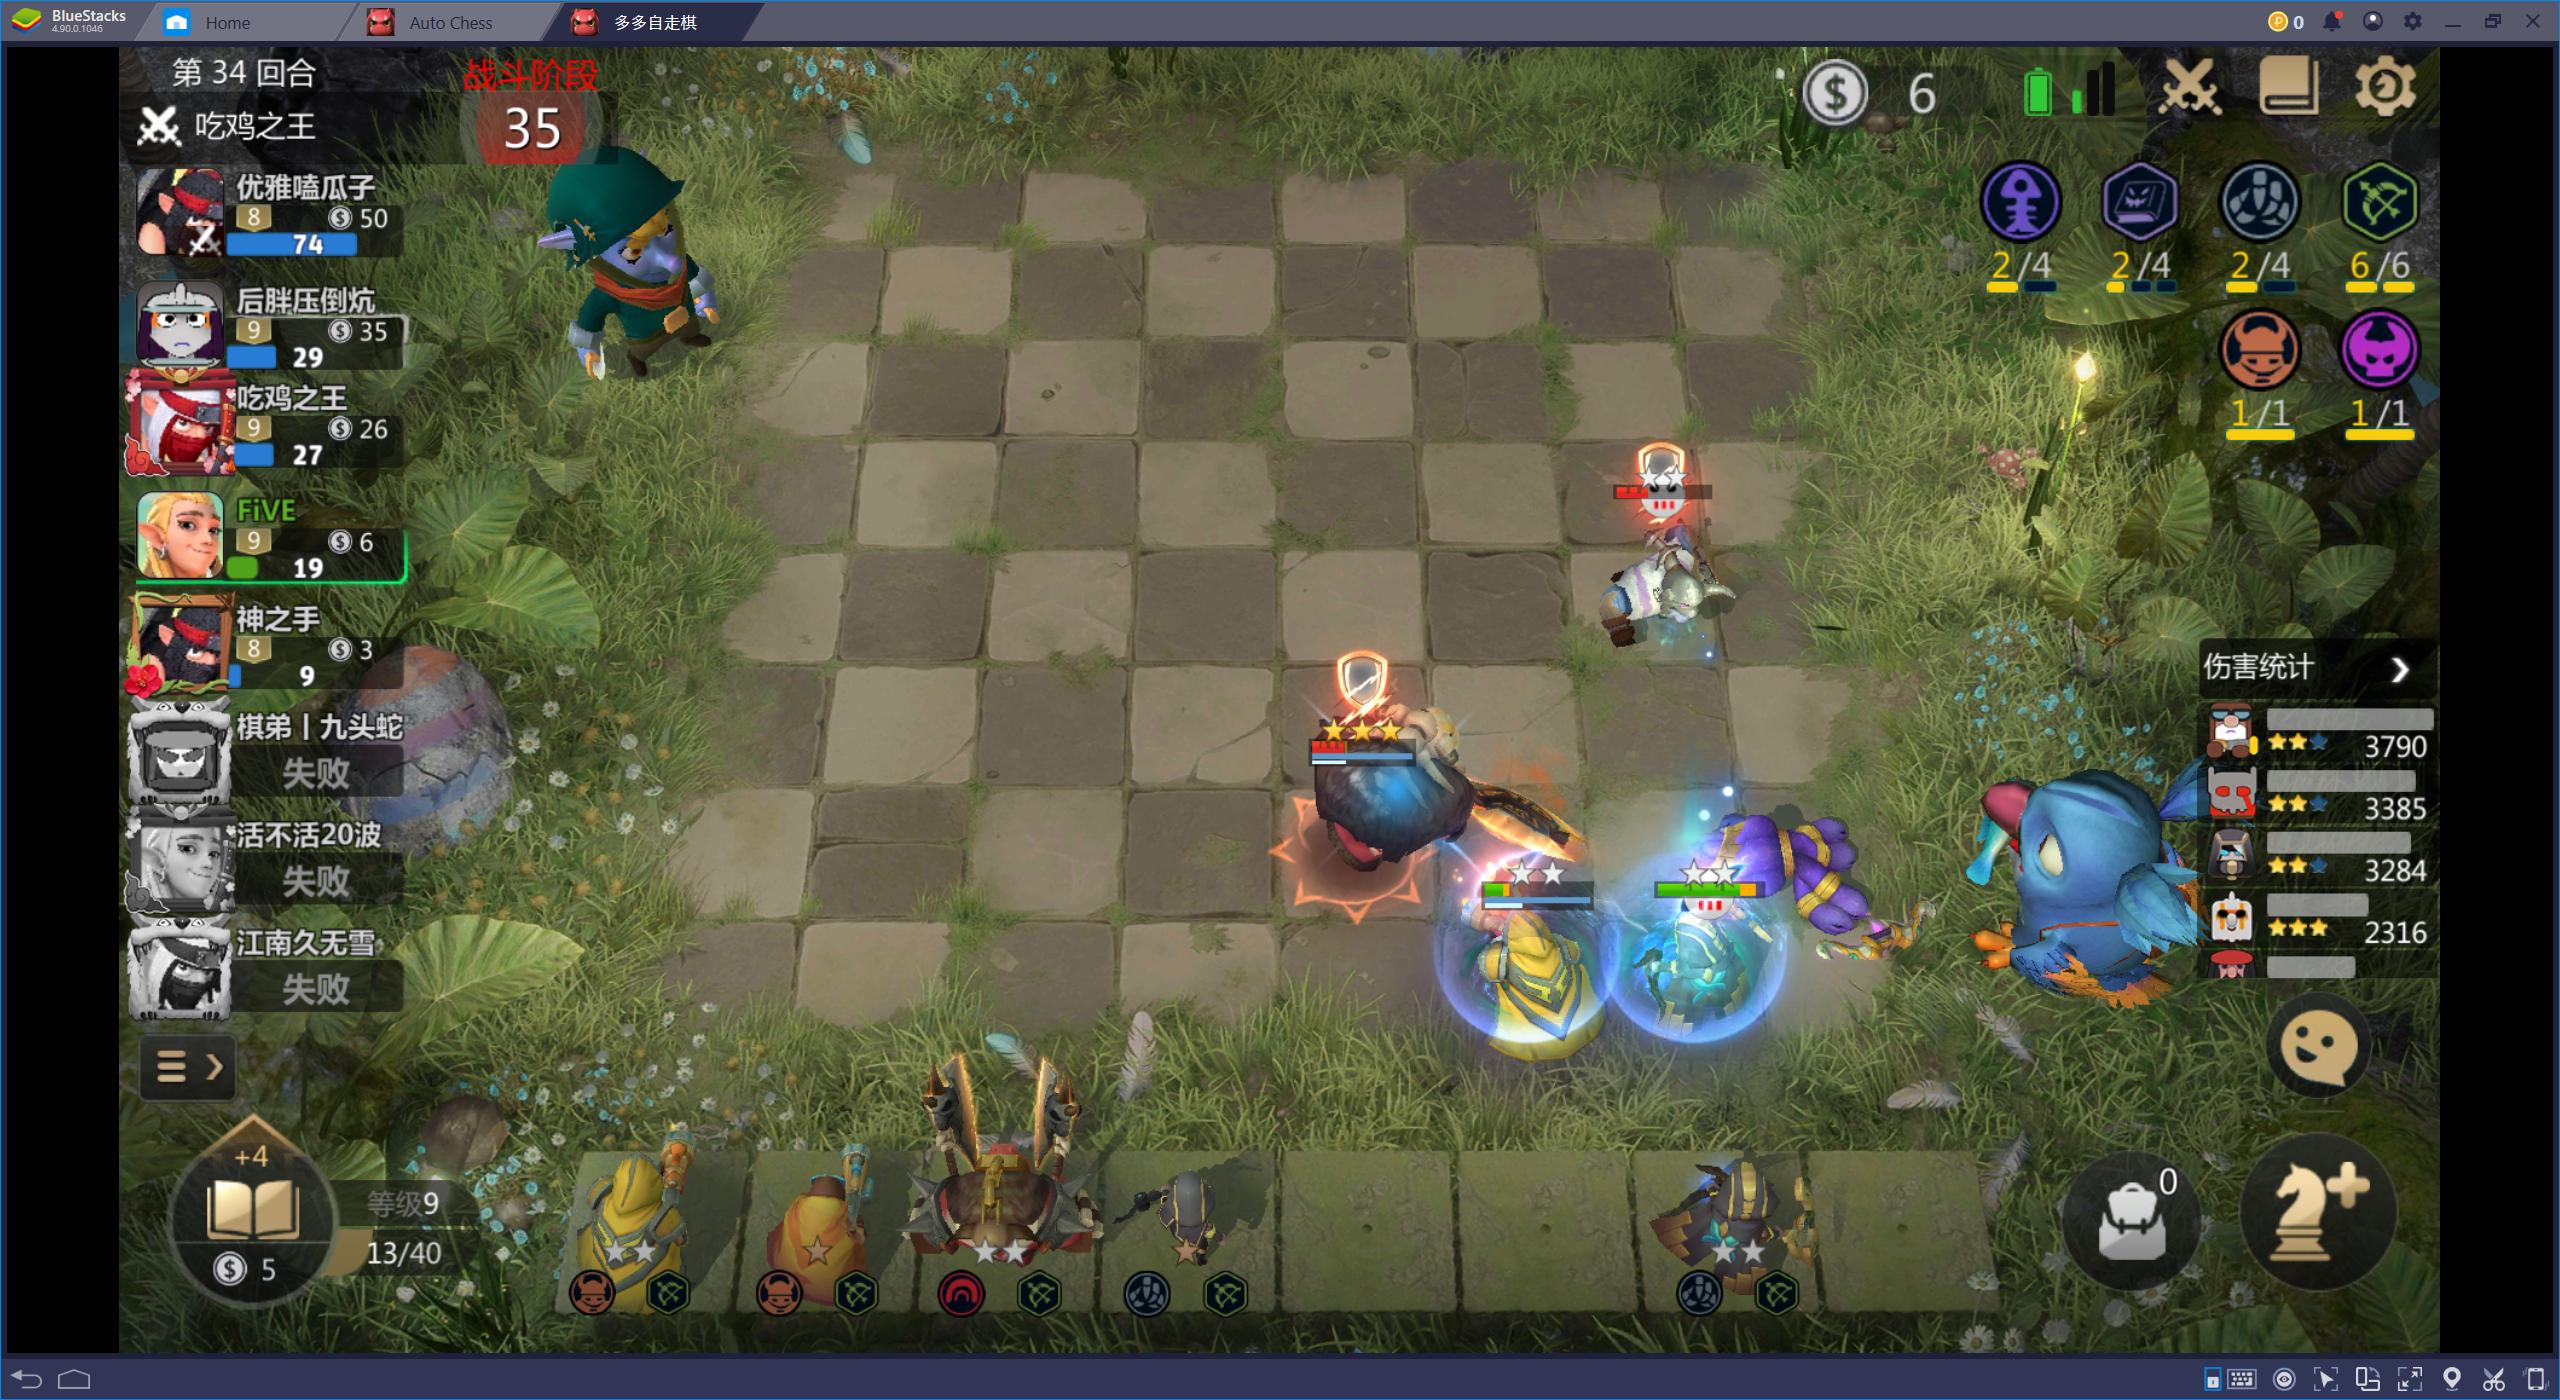 BlueStacks
4.90.0.1046
Home
Auto Chess
多多自走棋
0
第 34 回合
战斗阶段
吃鸡之王
35
6
优雅嗑瓜子
8
50
74
后胖压倒炕
9
35
29
吃鸡之王
9
26
27
FiVE
9
6
19
神之手
8
3
9
棋弟丨九头蛇
失败
活不活20波
失败
江南久无雪
失败
2/4
2/4
2/4
6/6
1/1
1/1
伤害统计
3790
3385
3284
2316
+4
等级9
13/40
5
0